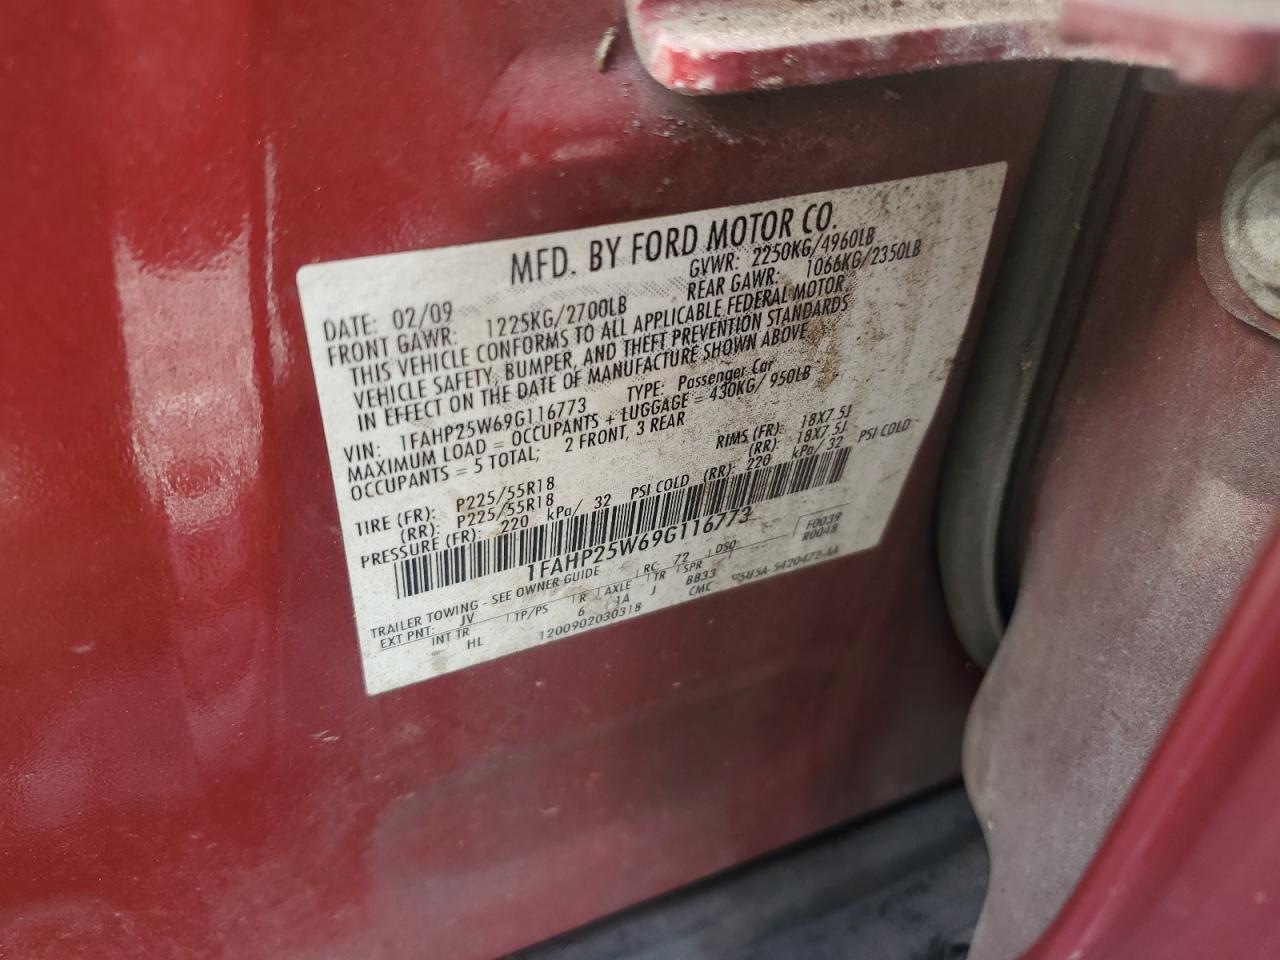 MFD. BY FORD MOTOR CO.
DATE: 02/09 GVWR: 2250KG/4960LB
FRONT GAWR: 1225KG/2700LB REAR GAWR: 1066KG/2350LB
THIS VEHICLE CONFORMS TO ALL APPLICABLE FEDERAL MOTOR
VEHICLE SAFETY, BUMPER, AND THEFT PREVENTION STANDARDS
IN EFFECT ON THE DATE OF MANUFACTURE SHOWN ABOVE
VIN: 1FAHP25W69G116773 TYPE: Passenger Car
MAXIMUM LOAD = OCCUPANTS + LUGGAGE = 430KG/ 950LB
OCCUPANTS = 5 TOTAL; 2 FRONT, 3 REAR
TIRE (FR): P225/55R18 RIMS (FR): 18X7.5J
(RR): P225/55R18 (RR): 18X7.5J
PRESSURE (FR): 220 kPa/ 32 PSI COLD (RR): 220 kPa/ 32 PSI COLD
1FAHP25W69G116773
TRAILER TOWING - SEE OWNER GUIDE F0039
EXT PNT: JV RC: 72 DSO R0048
INT TR TP/PS R AXLE TR SPR
HL 6 1A J BB33
1200902030318 CMC 5U5A-5420472-AA